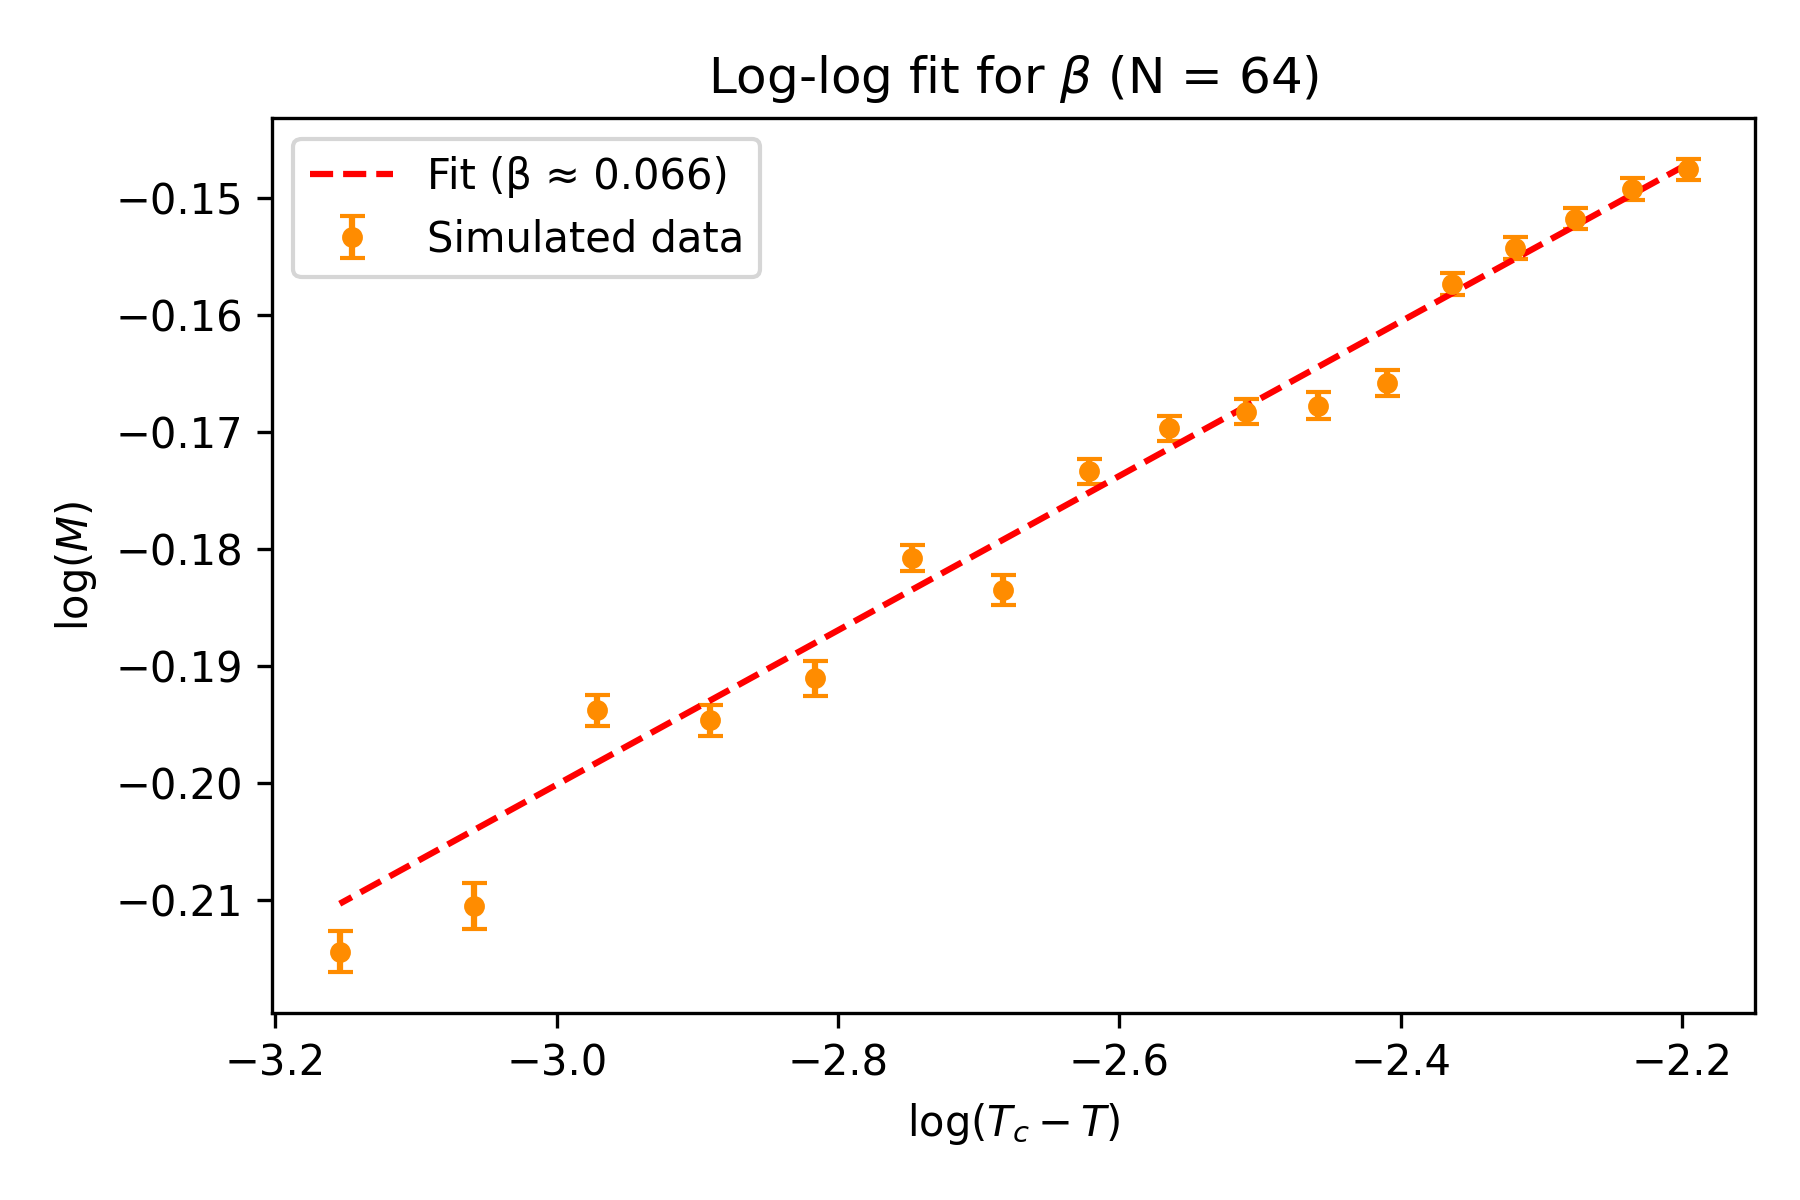 Log-log fit for β (N = 64)
Fit (β ≈ 0.066)
Simulated data
−0.15
−0.16
−0.17
−0.18
−0.19
−0.20
−0.21
log(M)
−3.2 −3.0 −2.8 −2.6 −2.4 −2.2
log(T_c − T)